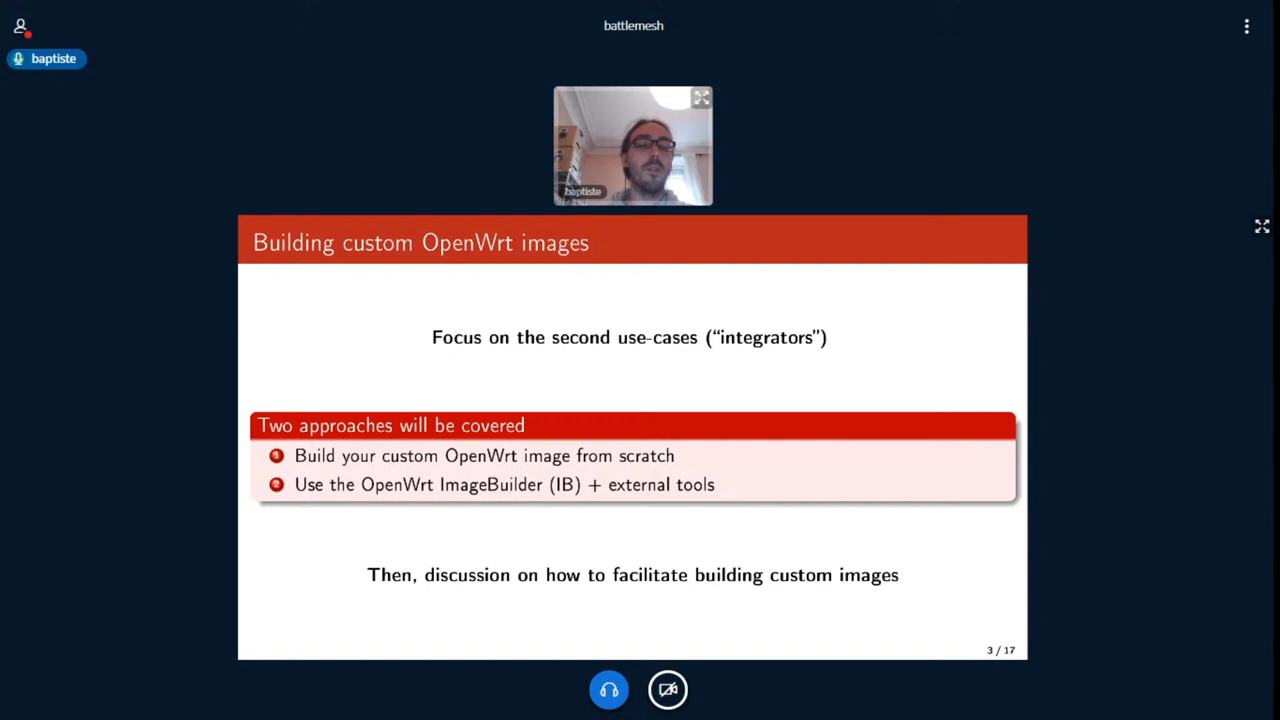 battlemesh
baptiste
baptiste
Building custom OpenWrt images
Focus on the second use-cases (“integrators”)
Two approaches will be covered
1 Build your custom OpenWrt image from scratch
2 Use the OpenWrt ImageBuilder (IB) + external tools
Then, discussion on how to facilitate building custom images
3 / 17